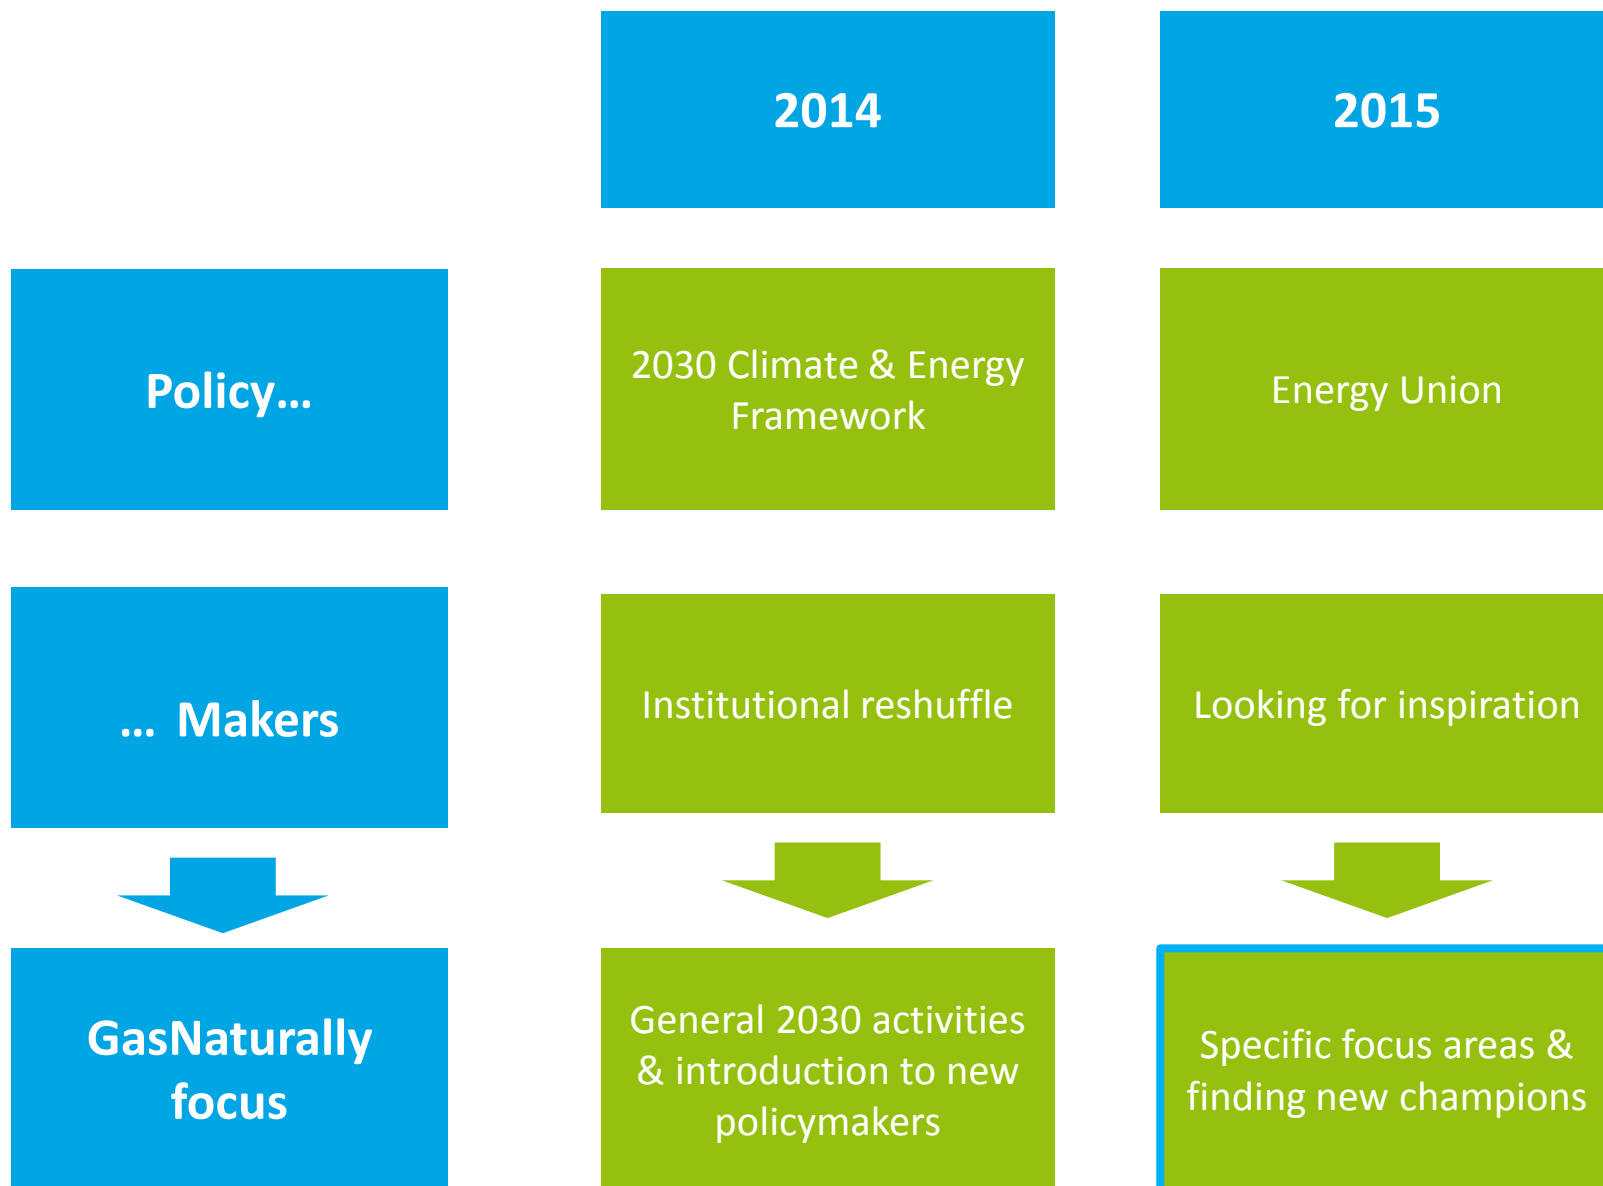 2014
2015
Policy…
2030 Climate & Energy
Framework
Energy Union
… Makers
Institutional reshuffle
Looking for inspiration
GasNaturally
focus
General 2030 activities
& introduction to new
policymakers
Specific focus areas &
finding new champions